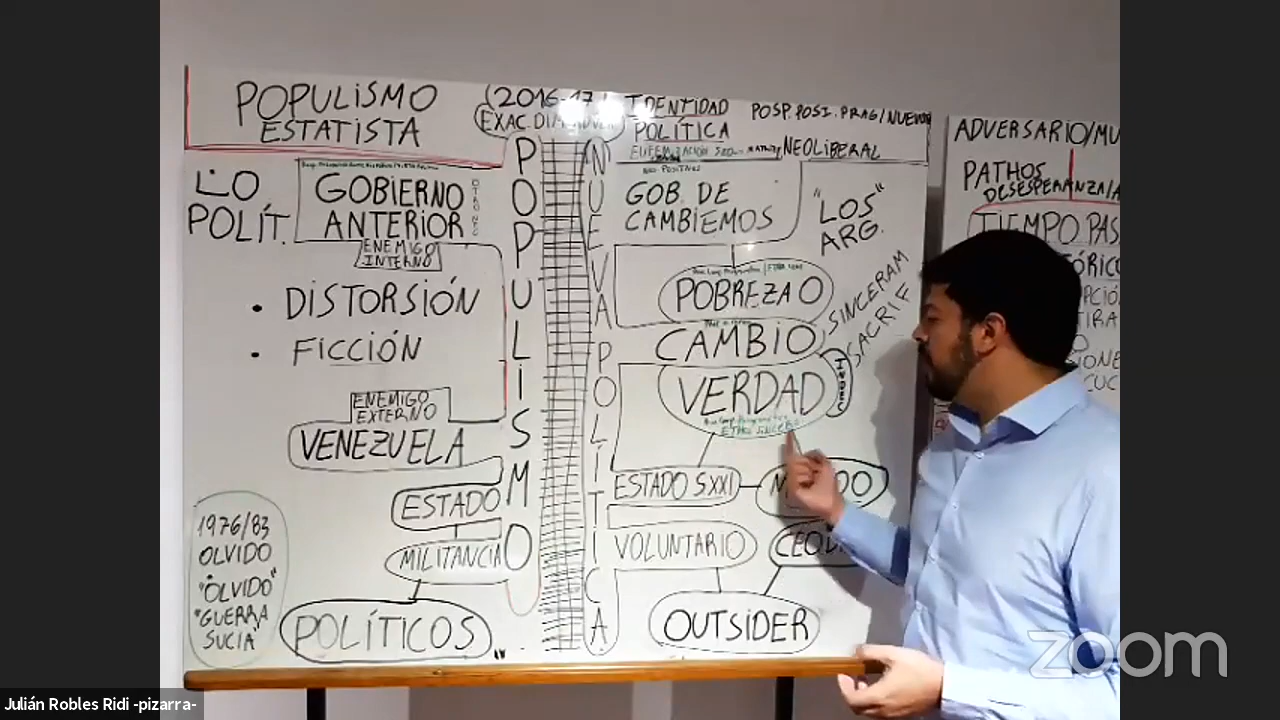 POPULISMO
ESTATISTA
(2016-17)
IDENTIDAD
POLÍTICA
POSP. POSI. PRAG/NUEVO
NEOLIBERAL
LO
POLÍT.
GOBIERNO
ANTERIOR
ENEMIGO
INTERNO
• DISTORSIÓN
• FICCIÓN
ENEMIGO
EXTERNO
VENEZUELA
ESTADO
MILITANCIA
POLÍTICOS
1976/83
OLVIDO
"OLVIDO"
"GUERRA
SUCIA"
POPULISMO
NUEVA POLÍTICA
GOB. DE
CAMBIEMOS
"LOS
ARG.
POBREZA O
CAMBIO
SINCERAM
SACRIF
VERDAD
ESTADO SXXI
VOLUNTARIO
OUTSIDER
ADVERSARIO/MU
PATHOS
DESESPERANZA/A
TIEMPO PAS
zoom
Julián Robles Ridi -pizarra-